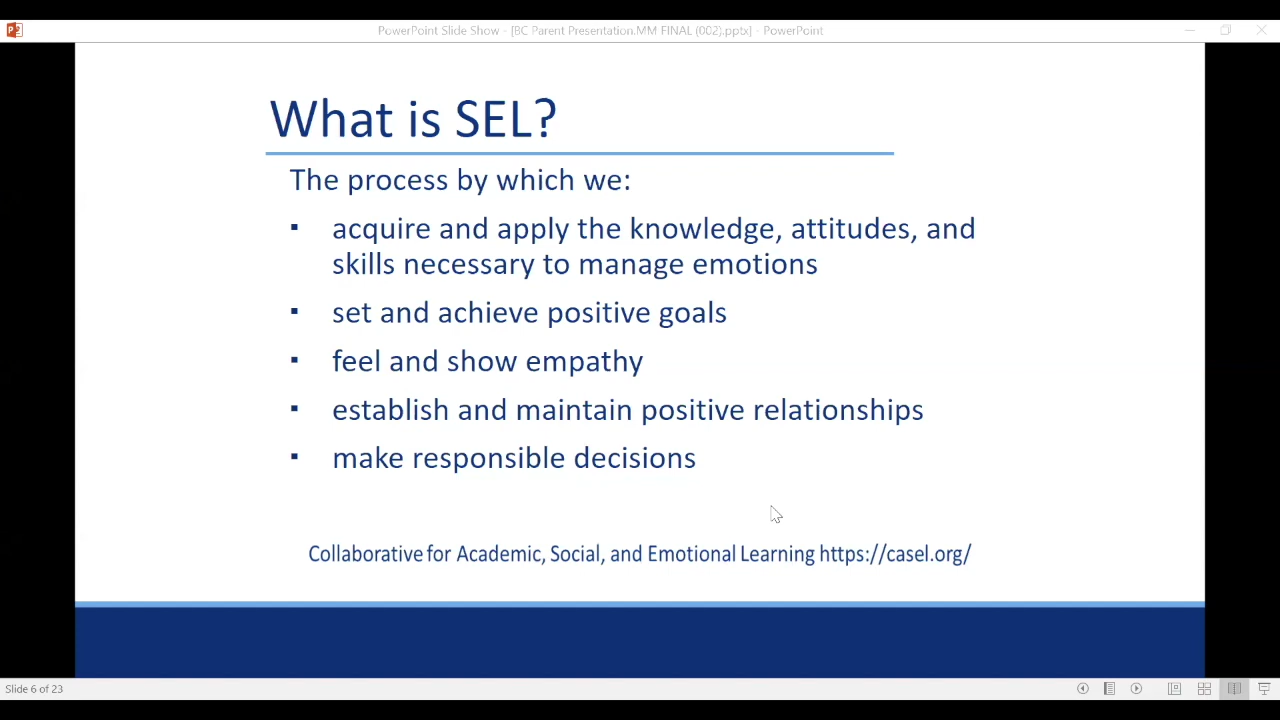 PowerPoint Slide Show - [BC Parent Presentation.MM FINAL (002).pptx] - PowerPoint
What is SEL?
The process by which we:
▪ acquire and apply the knowledge, attitudes, and
skills necessary to manage emotions
▪ set and achieve positive goals
▪ feel and show empathy
▪ establish and maintain positive relationships
▪ make responsible decisions
Collaborative for Academic, Social, and Emotional Learning https://casel.org/
Slide 6 of 23